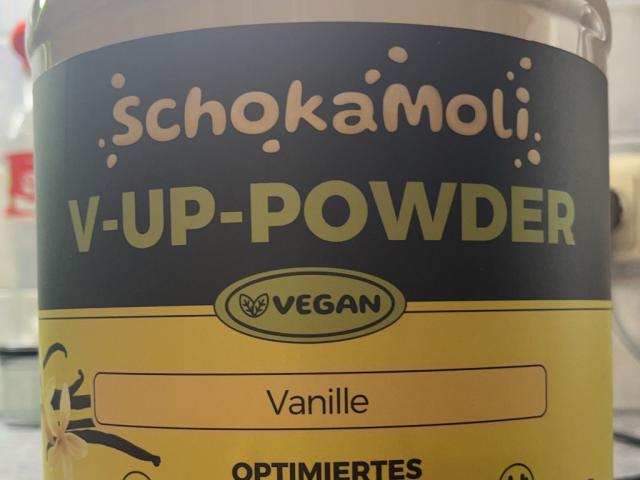 SchokaMoli
V-UP-POWDER
VEGAN
Vanille
OPTIMIERTES